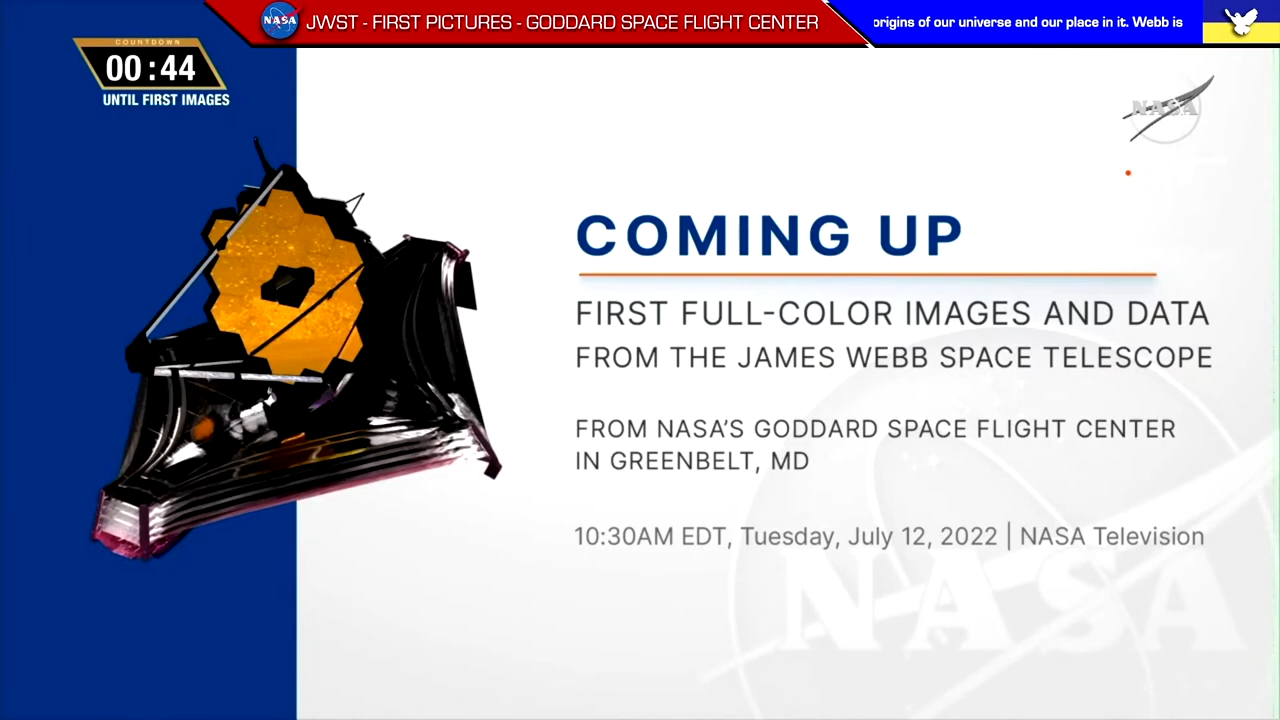 NASA
JWST - FIRST PICTURES - GODDARD SPACE FLIGHT CENTER
origins of our universe and our place in it. Webb is
COUNTDOWN
00:44
UNTIL FIRST IMAGES
NASA
COMING UP
FIRST FULL-COLOR IMAGES AND DATA
FROM THE JAMES WEBB SPACE TELESCOPE
FROM NASA'S GODDARD SPACE FLIGHT CENTER
IN GREENBELT, MD
10:30AM EDT, Tuesday, July 12, 2022 | NASA Television
NASA